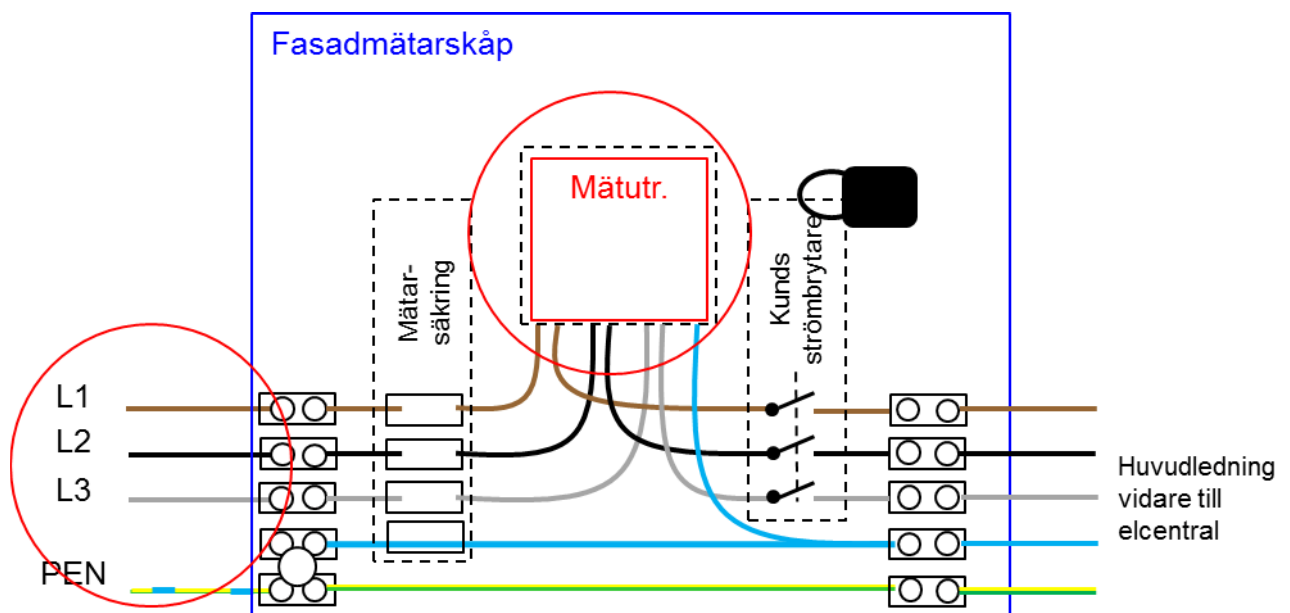 Fasadmätarskåp
Mätutr.
Mätar-
säkring
Kunds
strömbrytare
L1
L2
L3
PEN
Huvudledning
vidare till
elcentral